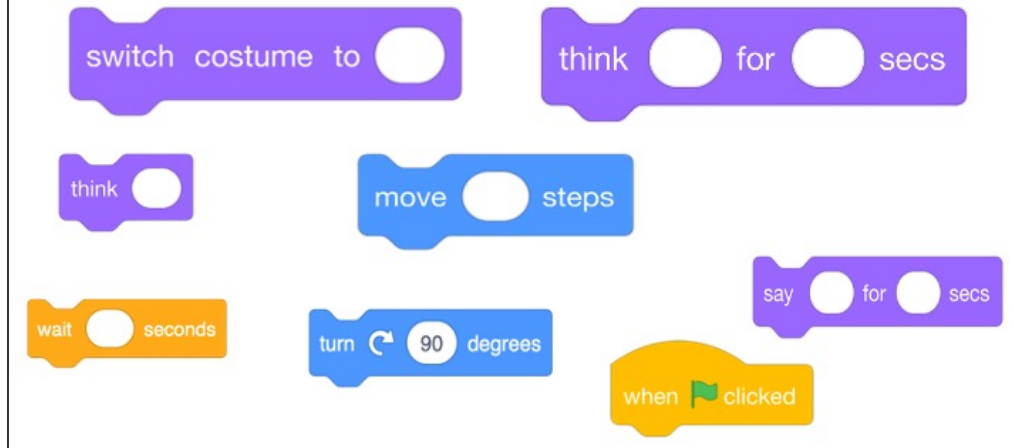 switch costume to
think for secs
think
move steps
say for secs
wait seconds
turn 90 degrees
when clicked